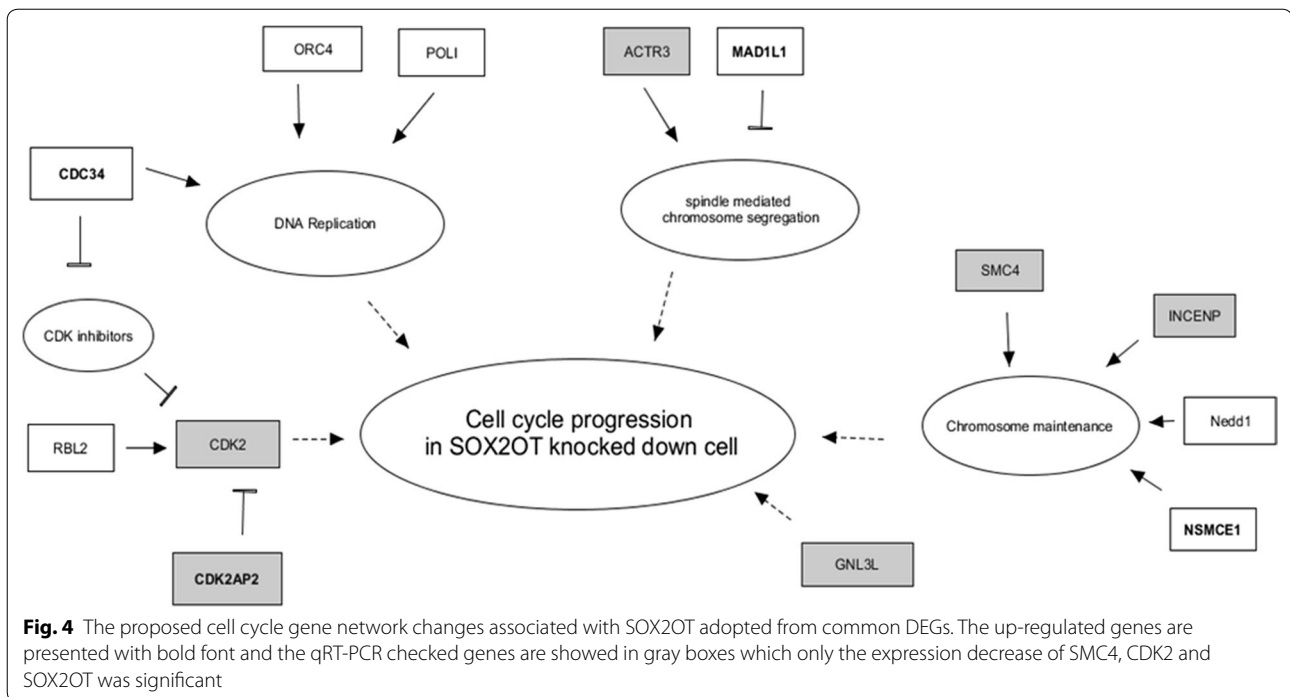 ORC4
POLI
ACTR3
MAD1L1
CDC34
DNA Replication
spindle mediated
chromosome segregation
SMC4
INCENP
CDK inhibitors
Cell cycle progression
in SOX2OT knocked down cell
Chromosome maintenance
Nedd1
RBL2
CDK2
NSMCE1
GNL3L
CDK2AP2
Fig. 4 The proposed cell cycle gene network changes associated with SOX2OT adopted from common DEGs. The up-regulated genes are
presented with bold font and the qRT-PCR checked genes are showed in gray boxes which only the expression decrease of SMC4, CDK2 and
SOX2OT was significant